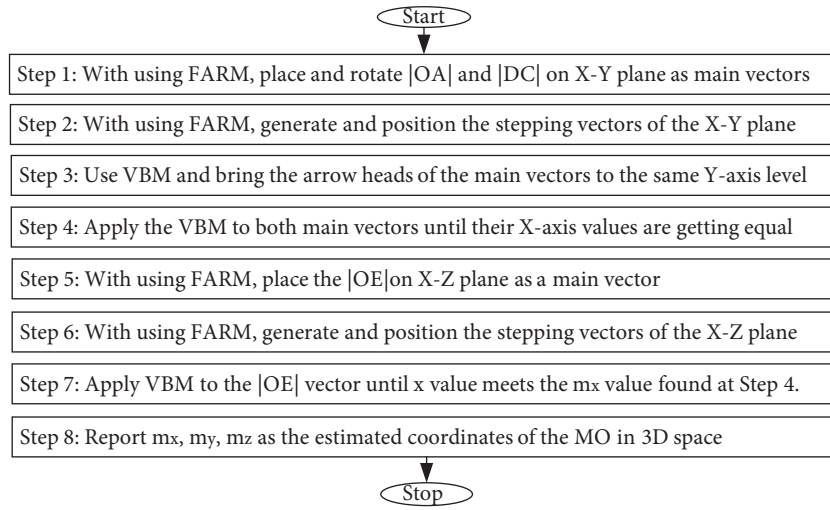 Start
Step 1: With using FARM, place and rotate |OA| and |DC| on X-Y plane as main vectors
Step 2: With using FARM, generate and position the stepping vectors of the X-Y plane
Step 3: Use VBM and bring the arrow heads of the main vectors to the same Y-axis level
Step 4: Apply the VBM to both main vectors until their X-axis values are getting equal
Step 5: With using FARM, place the |OE|on X-Z plane as a main vector
Step 6: With using FARM, generate and position the stepping vectors of the X-Z plane
Step 7: Apply VBM to the |OE| vector until x value meets the mx value found at Step 4.
Step 8: Report mx, my, mz as the estimated coordinates of the MO in 3D space
Stop